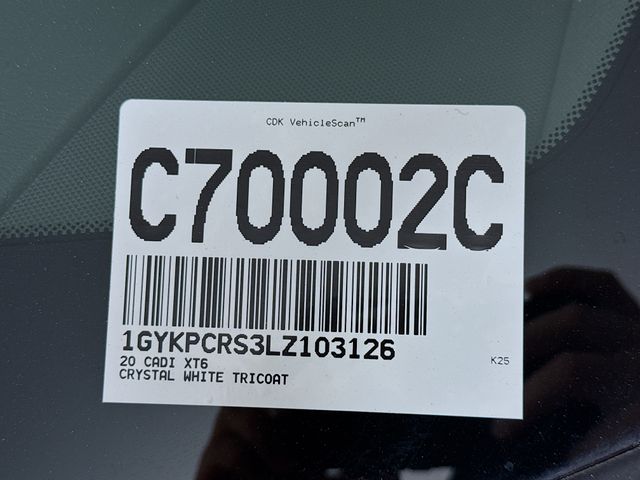 CDK VehicleScan™
C70002C
1GYKPCRS3LZ103126
20 CADI XT6
K25
CRYSTAL WHITE TRICOAT